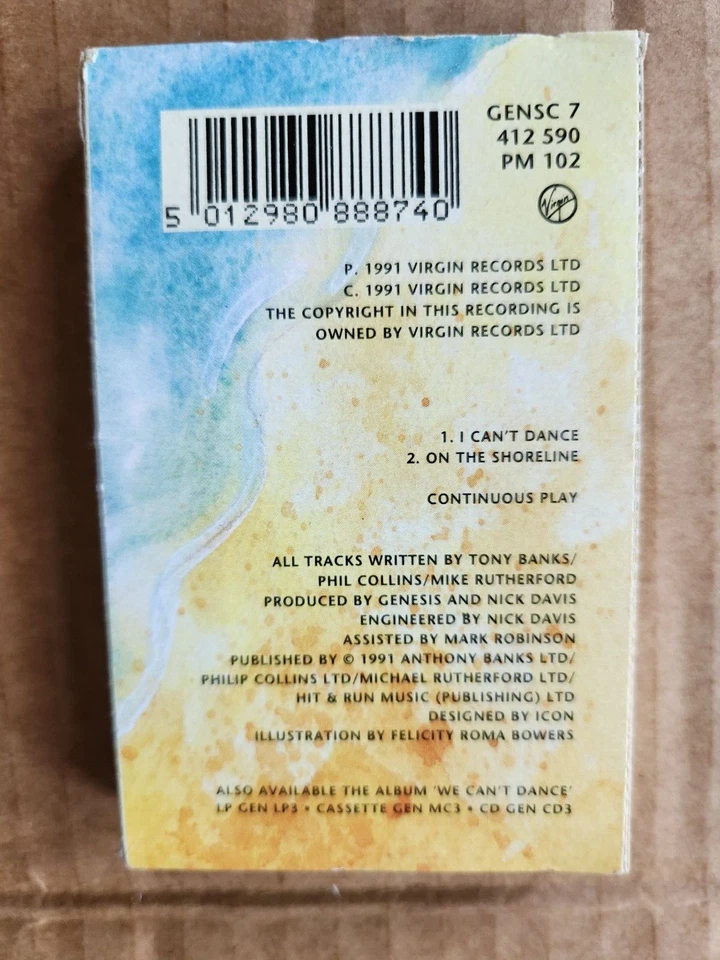 GENSC 7
412 590
PM 102
Virgin
5 012980 888740
P. 1991 VIRGIN RECORDS LTD
C. 1991 VIRGIN RECORDS LTD
THE COPYRIGHT IN THIS RECORDING IS
OWNED BY VIRGIN RECORDS LTD
1. I CAN'T DANCE
2. ON THE SHORELINE
CONTINUOUS PLAY
ALL TRACKS WRITTEN BY TONY BANKS/
PHIL COLLINS/MIKE RUTHERFORD
PRODUCED BY GENESIS AND NICK DAVIS
ENGINEERED BY NICK DAVIS
ASSISTED BY MARK ROBINSON
PUBLISHED BY © 1991 ANTHONY BANKS LTD/
PHILIP COLLINS LTD/MICHAEL RUTHERFORD LTD/
HIT & RUN MUSIC (PUBLISHING) LTD
DESIGNED BY ICON
ILLUSTRATION BY FELICITY ROMA BOWERS
ALSO AVAILABLE THE ALBUM 'WE CAN'T DANCE'
LP GEN LP3 • CASSETTE GEN MC3 • CD GEN CD3